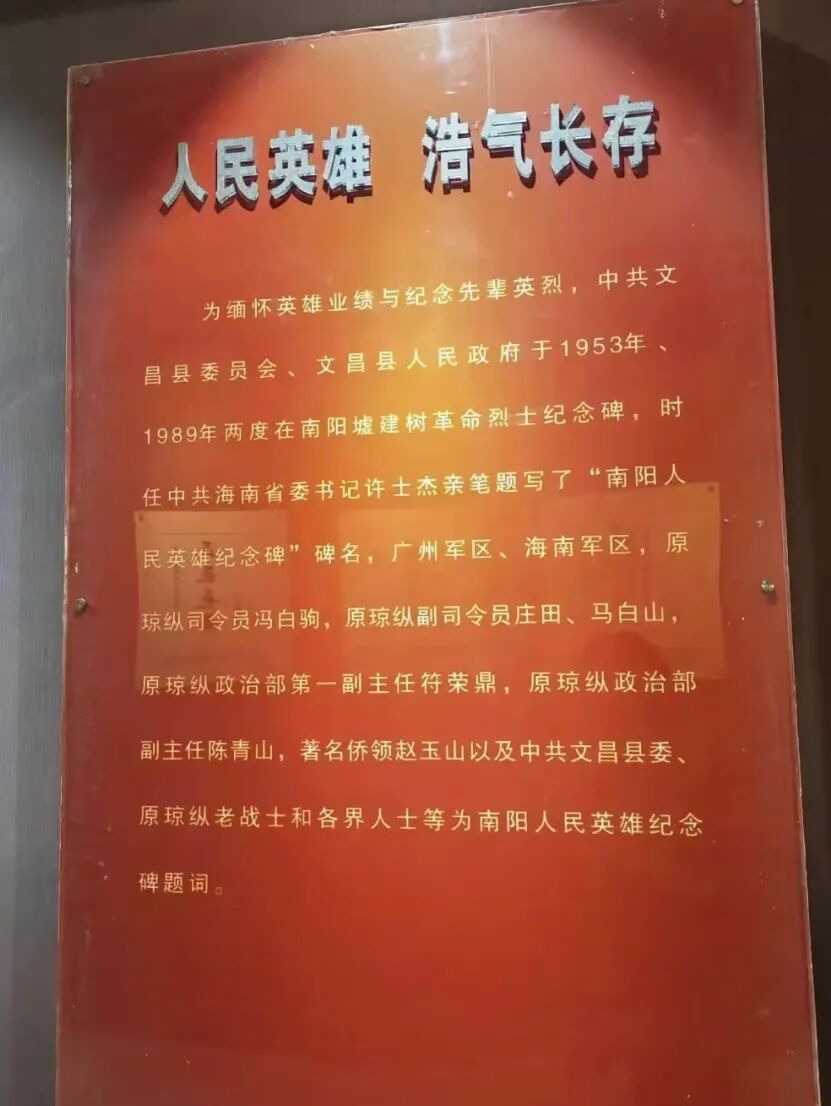 人民英雄 浩气长存
为缅怀英雄业绩与纪念先辈英烈，中共文
昌县委员会、文昌县人民政府于1953年、
1989年两度在南阳墟建树革命烈士纪念碑，时
任中共海南省委书记许士杰亲笔题写了“南阳人
民英雄纪念碑”碑名，广州军区、海南军区，原
琼纵司令员冯白驹，原琼纵副司令员庄田、马白山，
原琼纵政治部第一副主任符荣鼎，原琼纵政治部
副主任陈青山，著名侨领赵玉山以及中共文昌县委、
原琼纵老战士和各界人士等为南阳人民英雄纪念
碑题词。